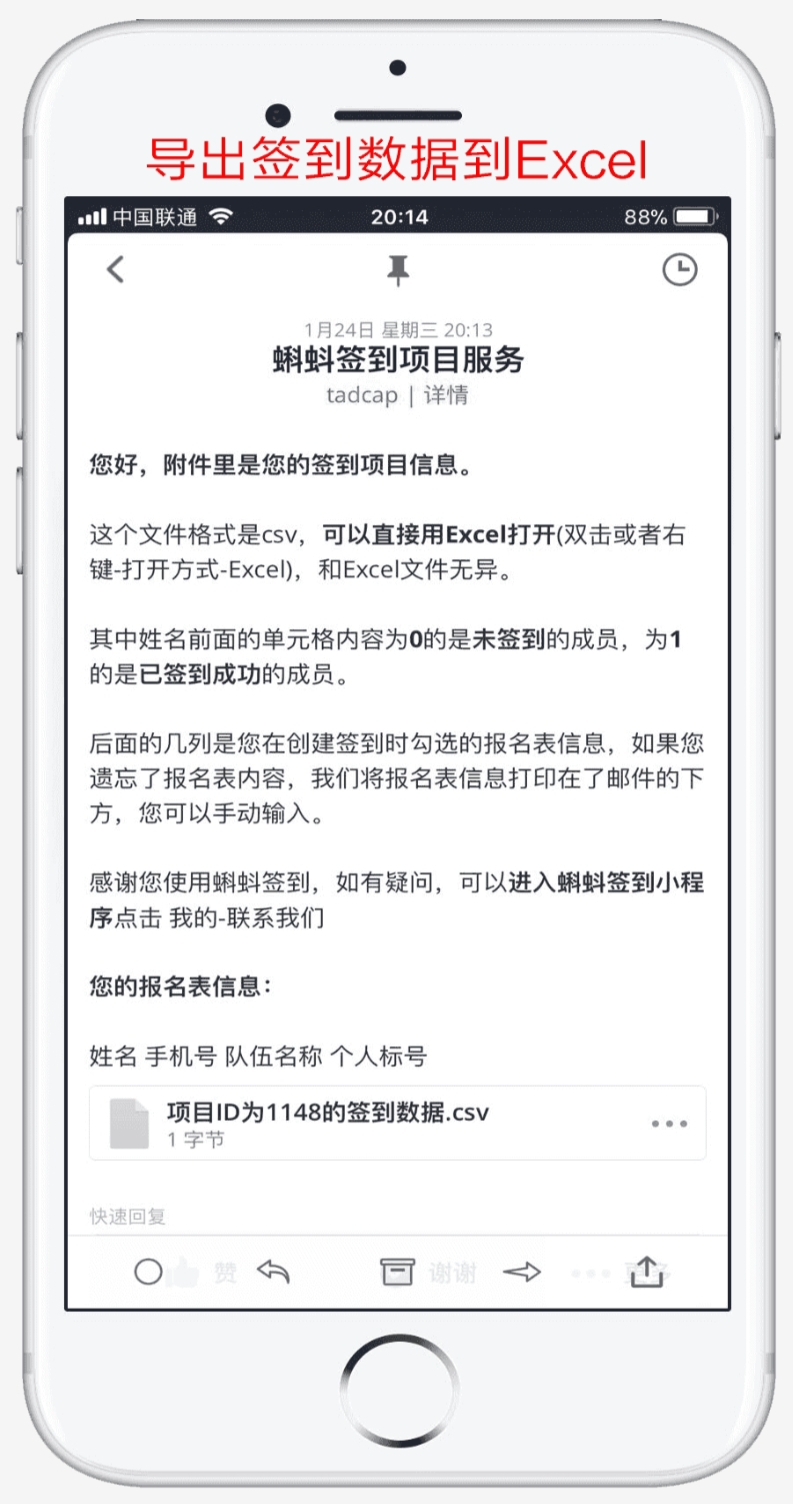 导出签到数据到Excel
中国联通 20:14 88%
1月24日 星期三 20:13
蝌蚪签到项目服务
tadcap | 详情
您好，附件里是您的签到项目信息。
这个文件格式是csv，可以直接用Excel打开(双击或者右
键-打开方式-Excel)，和Excel文件无异。
其中姓名前面的单元格内容为0的是未签到的成员，为1
的是已签到成功的成员。
后面的几列是您在创建签到时勾选的报名表信息，如果您
遗忘了报名表内容，我们将报名表信息打印在了邮件的下
方，您可以手动输入。
感谢您使用蝌蚪签到，如有疑问，可以进入蝌蚪签到小程
序点击 我的-联系我们
您的报名表信息：
姓名 手机号 队伍名称 个人标号
项目ID为1148的签到数据.csv
1 字节
快速回复
赞 谢谢 更多